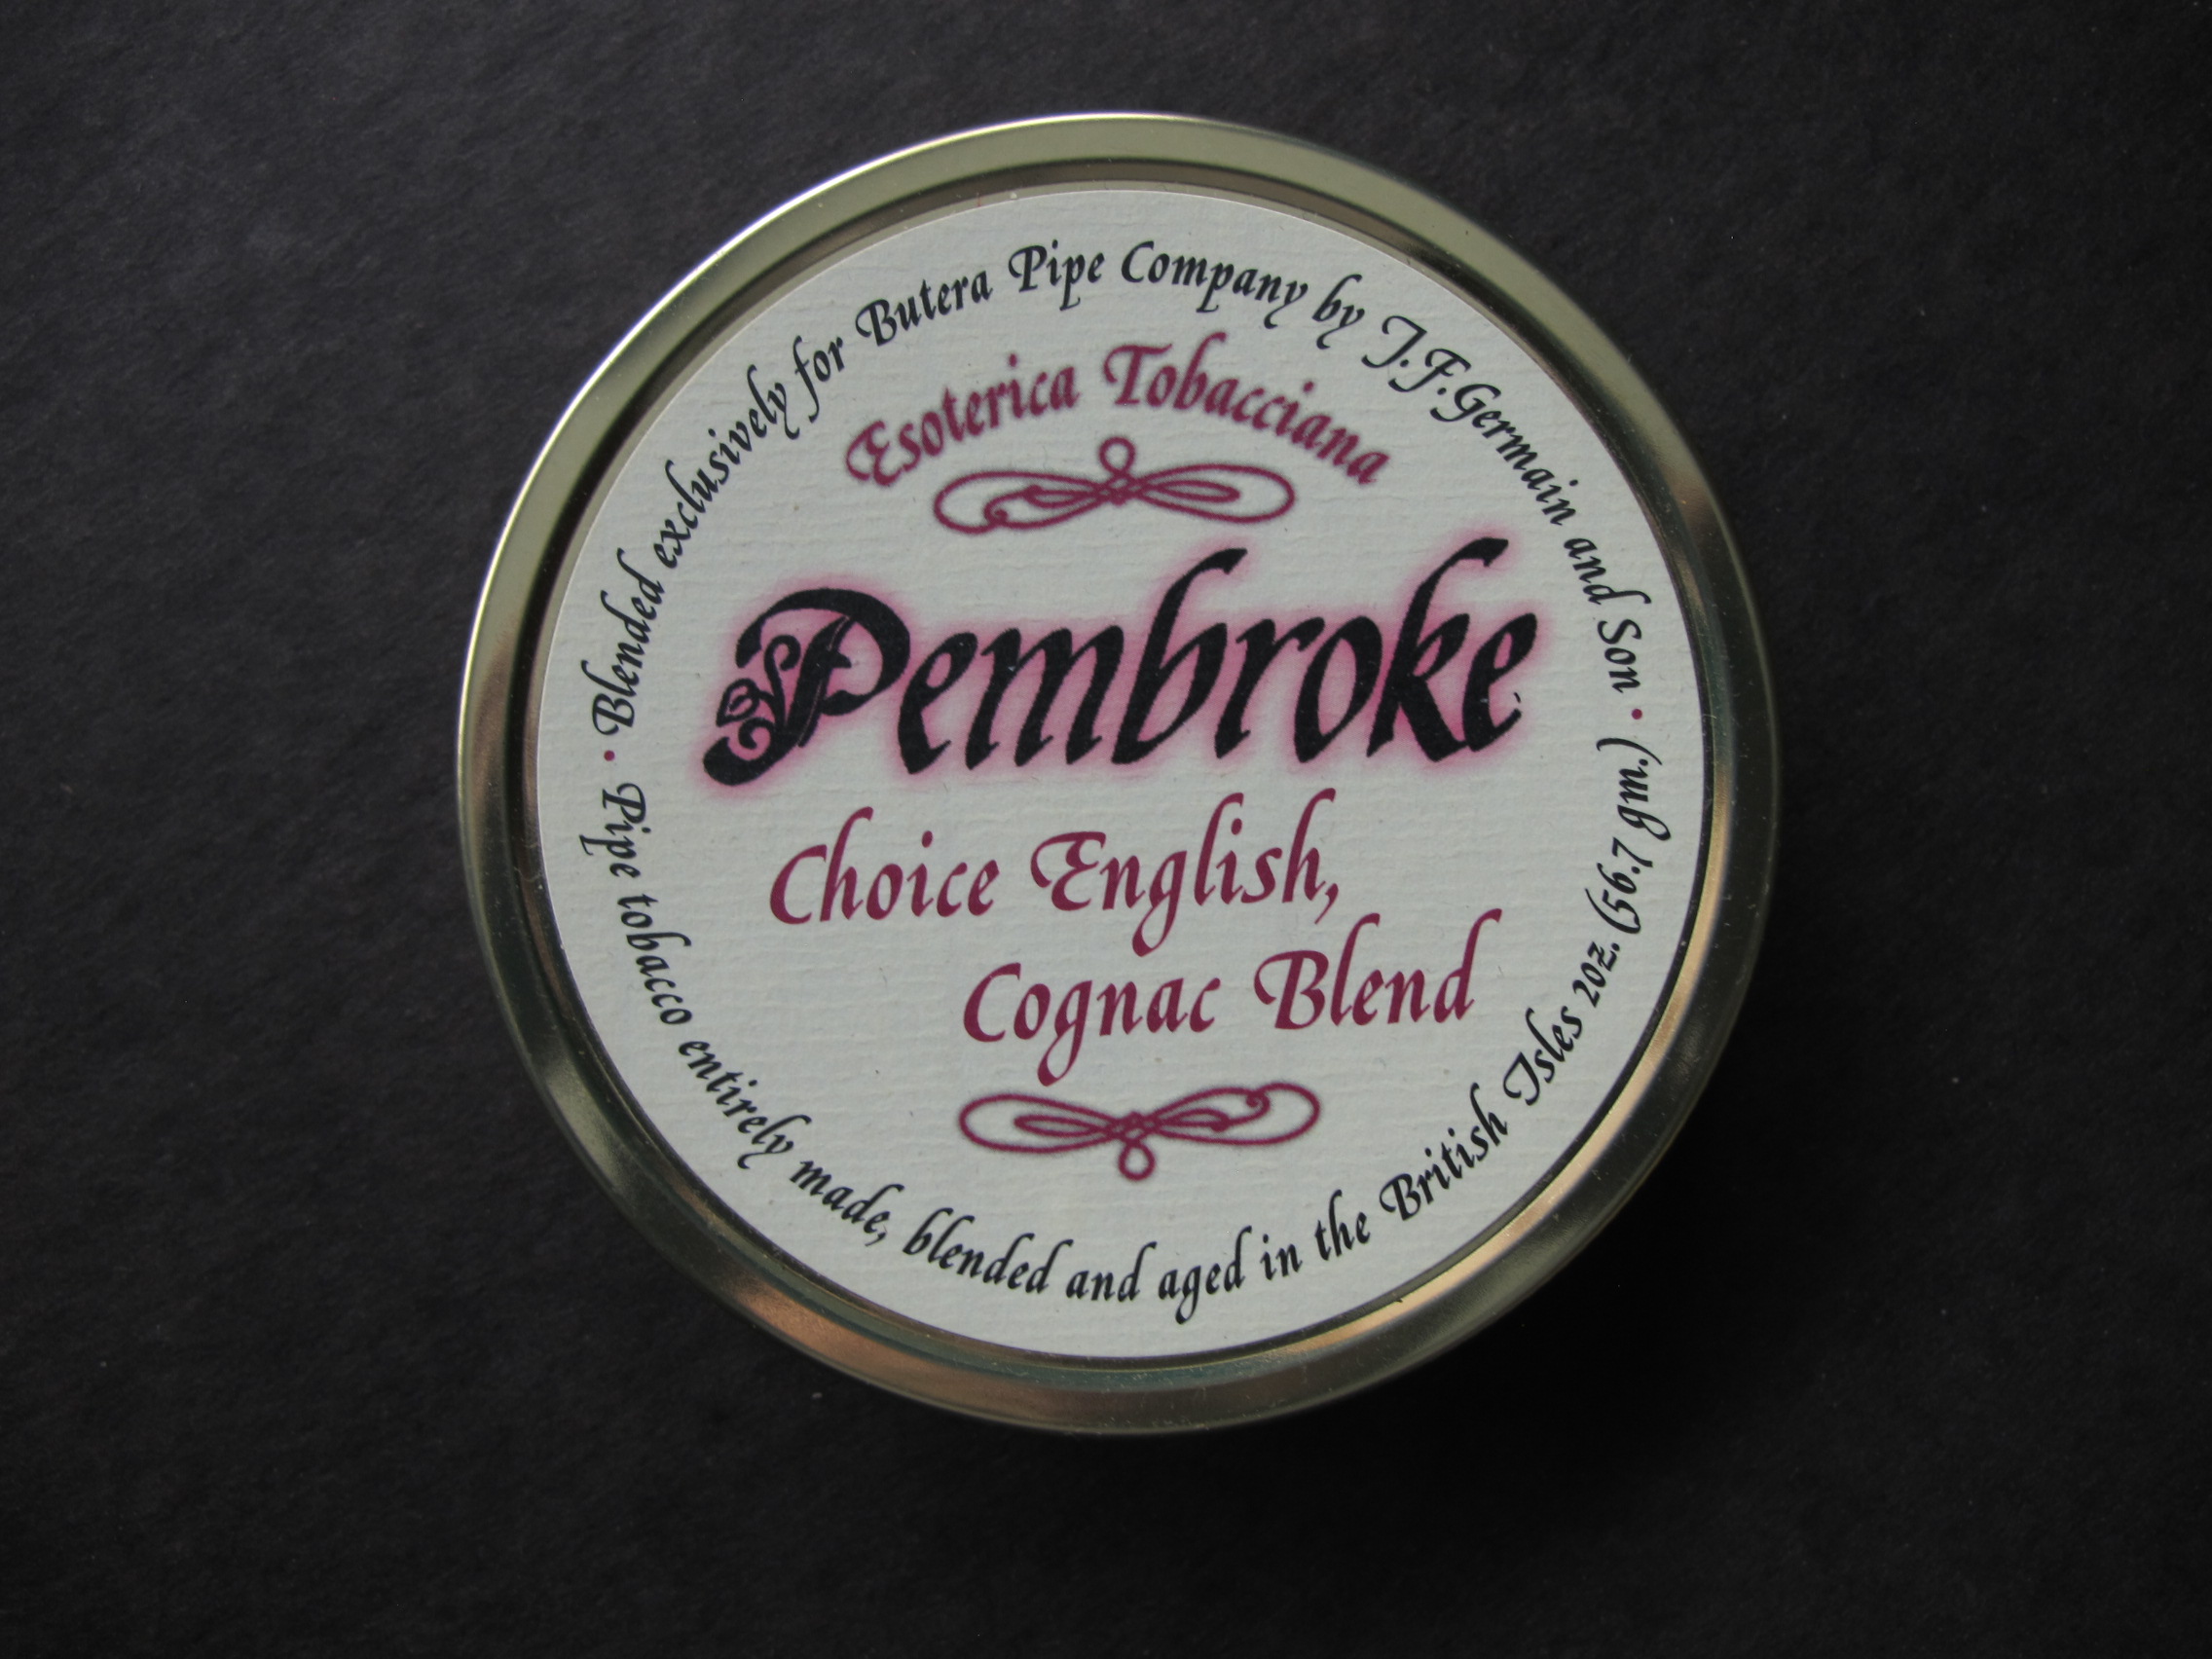 • Blended exclusively for Butera Pipe Company by J.F.Germain and Son •
Esoterica Tobacciana
Pembroke
Choice English,
Cognac Blend
Pipe tobacco entirely made, blended and aged in the British Isles 2oz. (56.7 gm.)